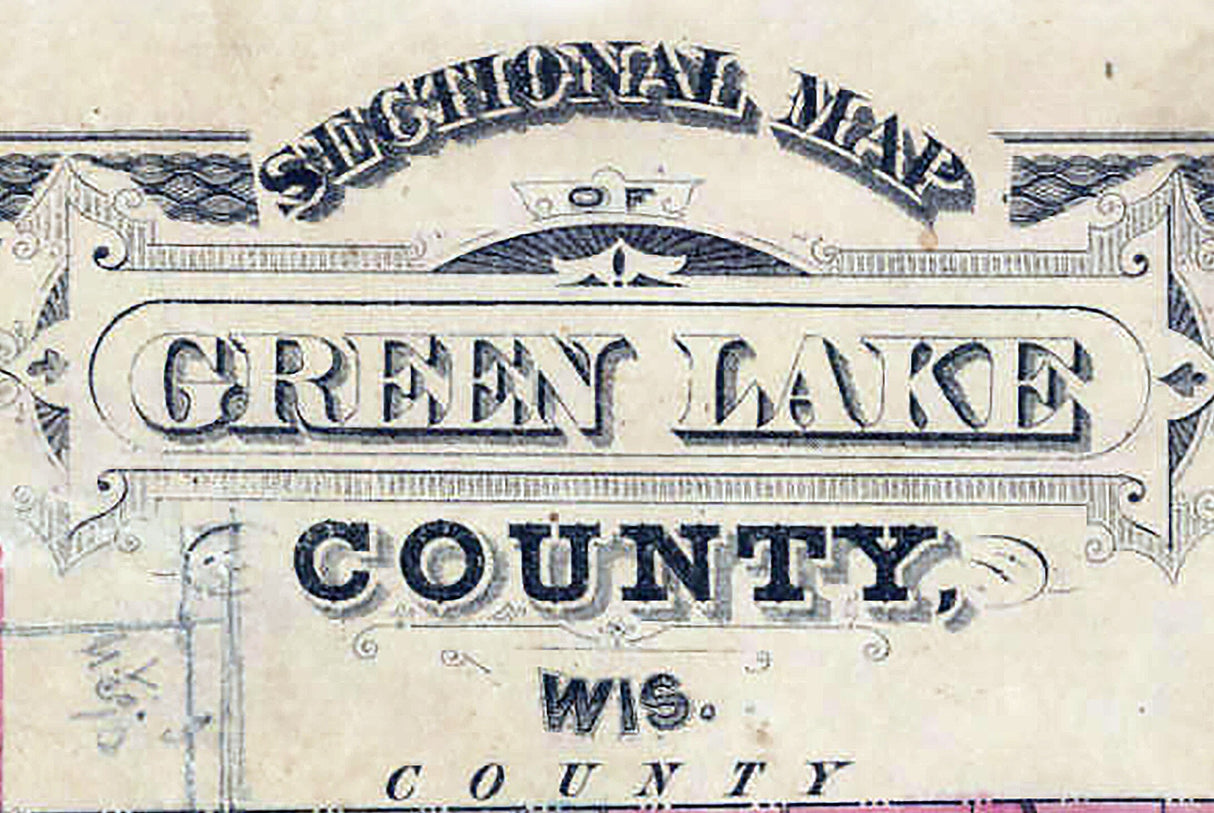 SECTIONAL MAP
OF
GREEN LAKE
COUNTY,
WIS.
COUNTY